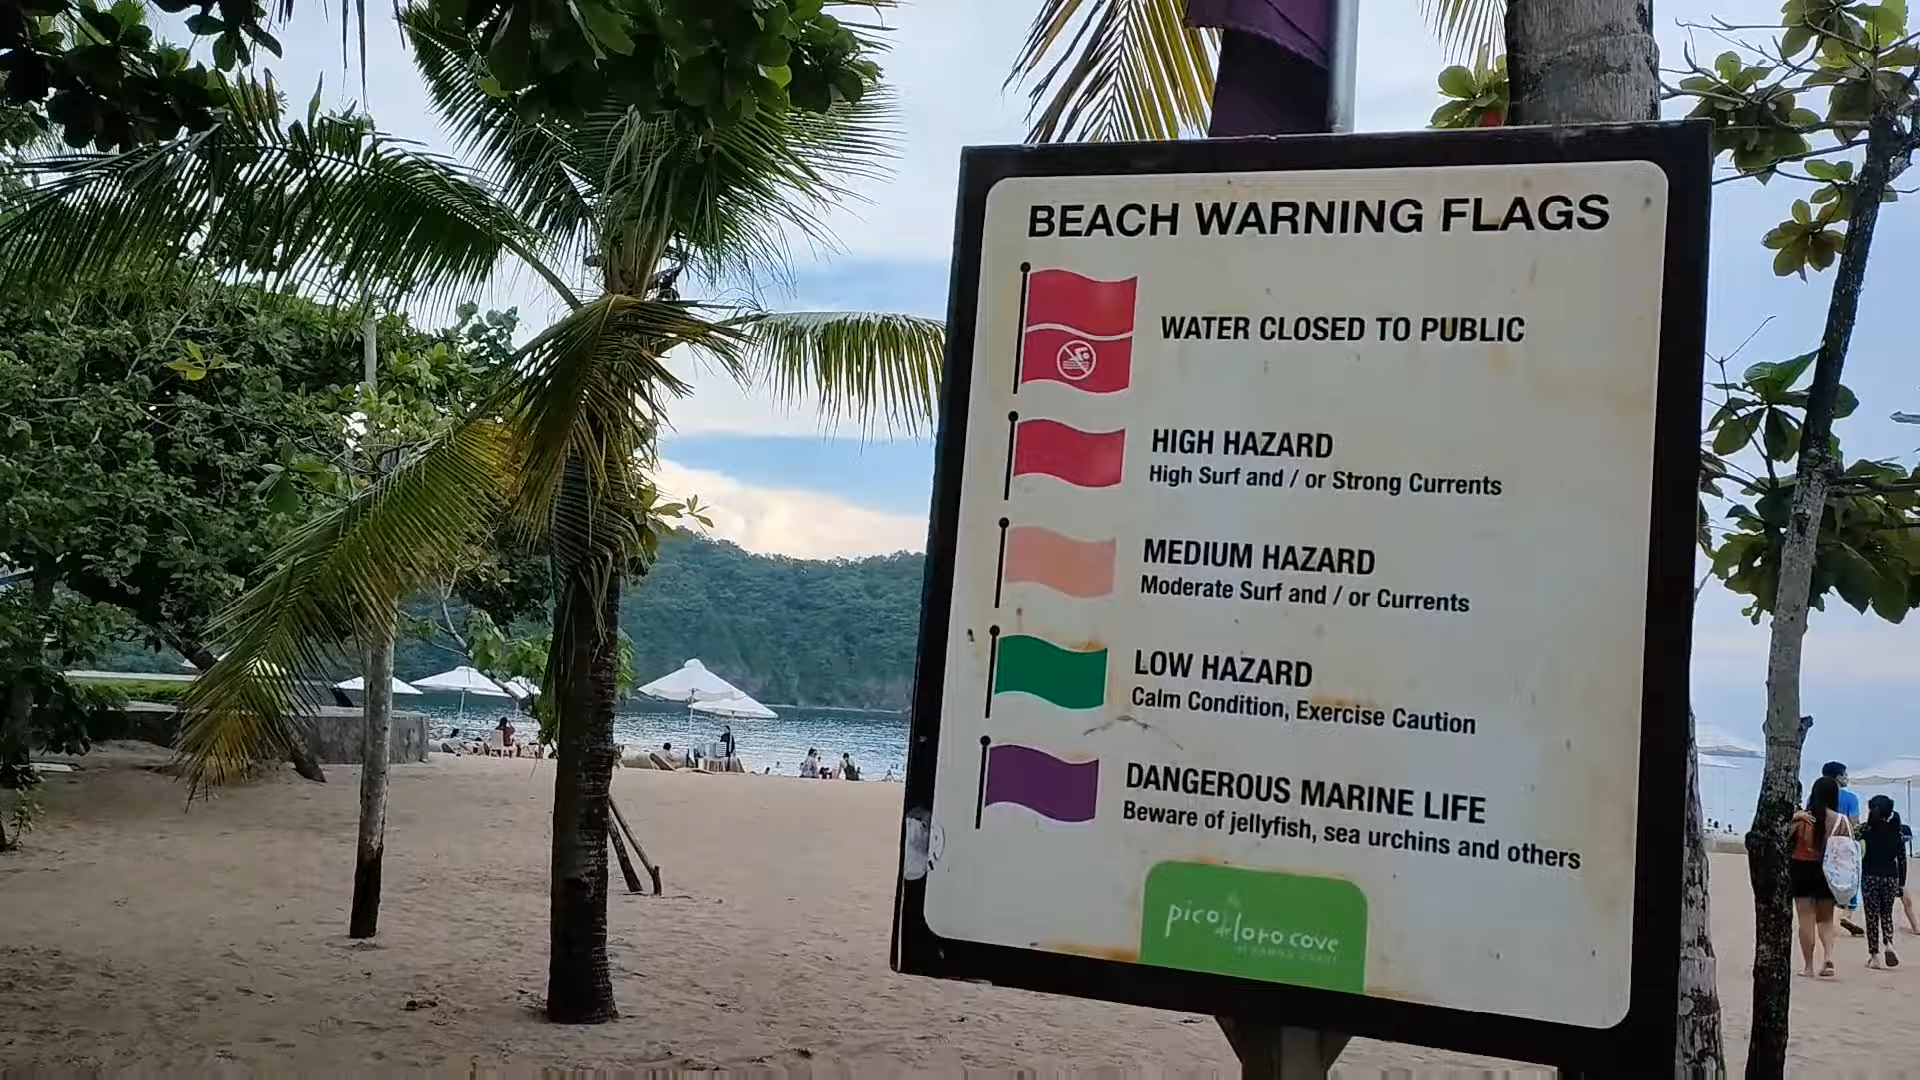 BEACH WARNING FLAGS
WATER CLOSED TO PUBLIC
HIGH HAZARD
High Surf and / or Strong Currents
MEDIUM HAZARD
Moderate Surf and / or Currents
LOW HAZARD
Calm Condition, Exercise Caution
DANGEROUS MARINE LIFE
Beware of jellyfish, sea urchins and others
pico de loro cove